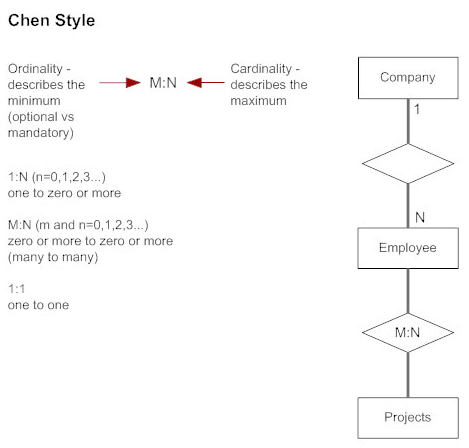 Chen Style
Ordinality -
describes the
minimum
(optional vs
mandatory)
M:N
Cardinality -
describes the
maximum
1:N (n=0,1,2,3...)
one to zero or more
M:N (m and n=0,1,2,3...)
zero or more to zero or more
(many to many)
1:1
one to one
Company
1
N
Employee
M:N
Projects